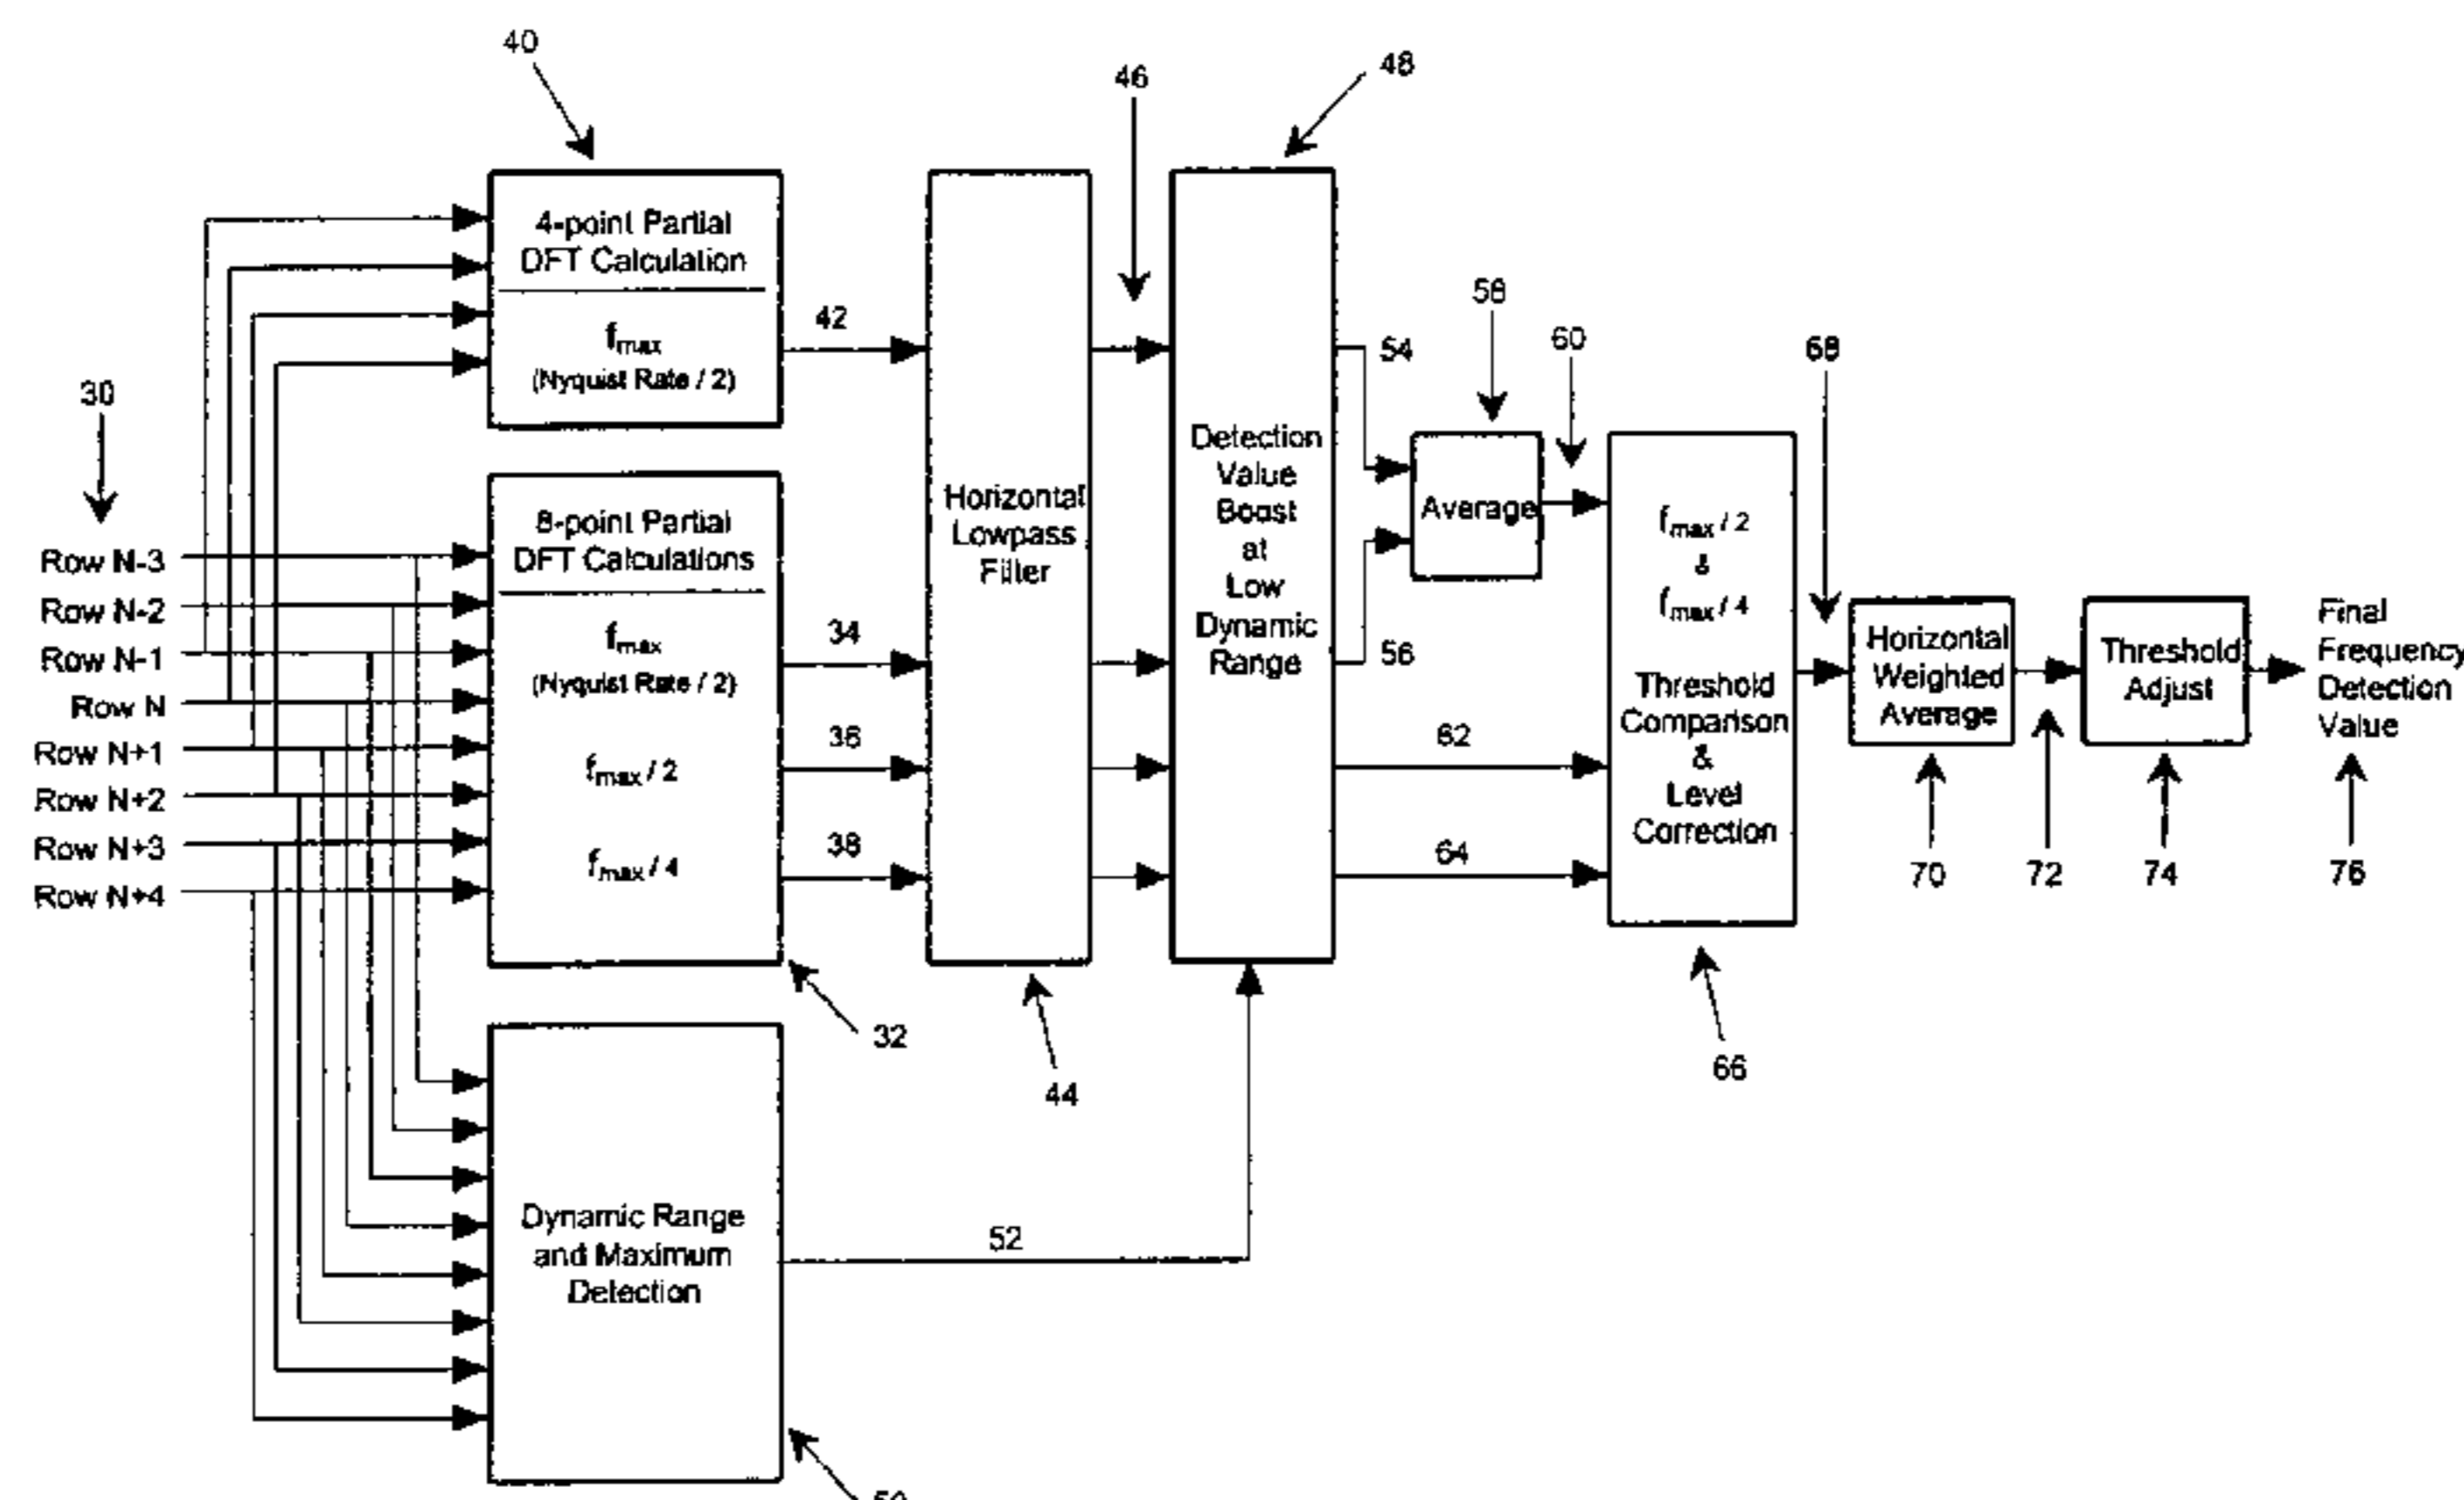 40
4-point Partial
DFT Calculation
fmax
(Nyquist Rate / 2)
42
46
48
30
Row N-3
Row N-2
Row N-1
Row N
Row N+1
Row N+2
Row N+3
Row N+4
8-point Partial
DFT Calculations
fmax
(Nyquist Rate / 2)
fmax / 2
fmax / 4
34
36
38
32
Horizontal
Lowpass
Filter
44
Detection
Value
Boost
at
Low
Dynamic
Range
54
56
58
Average
60
62
64
fmax / 2
&
fmax / 4
Threshold
Comparison
&
Level
Correction
66
68
Horizontal
Weighted
Average
70
72
Threshold
Adjust
74
Final
Frequency
Detection
Value
76
Dynamic Range
and Maximum
Detection
52